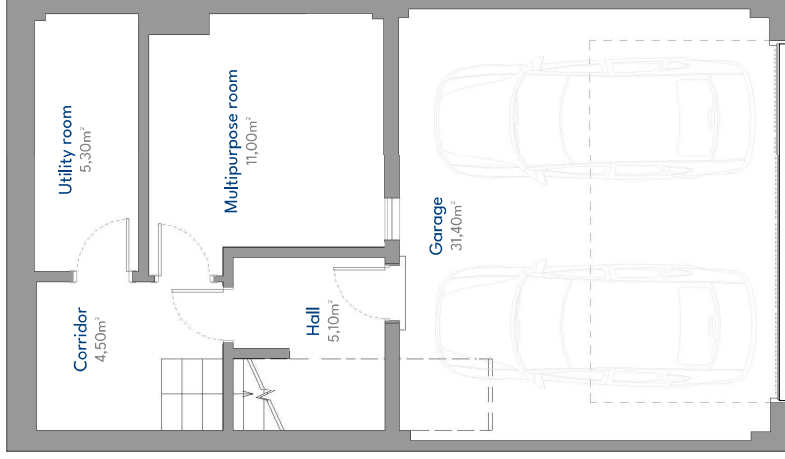 Utility room
5,30m²
Multipurpose room
11,00m²
Garage
31,40m²
Corridor
4,50m²
Hall
5,10m²